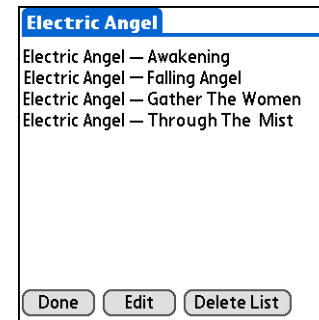 Electric Angel
Electric Angel — Awakening
Electric Angel — Falling Angel
Electric Angel — Gather The Women
Electric Angel — Through The Mist
Done Edit Delete List